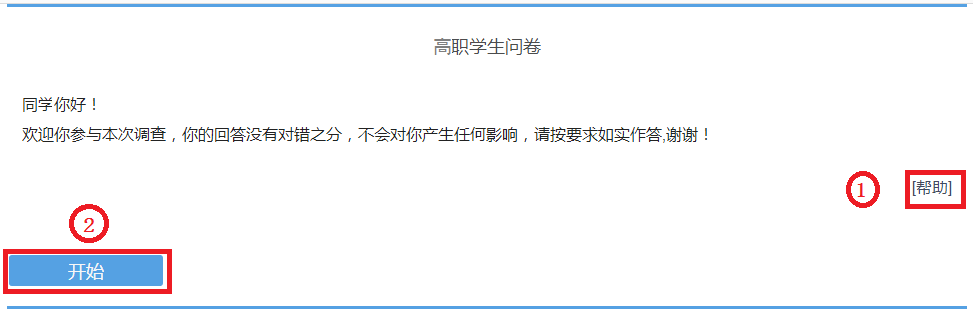 高职学生问卷
同学你好！
欢迎你参与本次调查，你的回答没有对错之分，不会对你产生任何影响，请按要求如实作答,谢谢！
1 [帮助]
2
开始